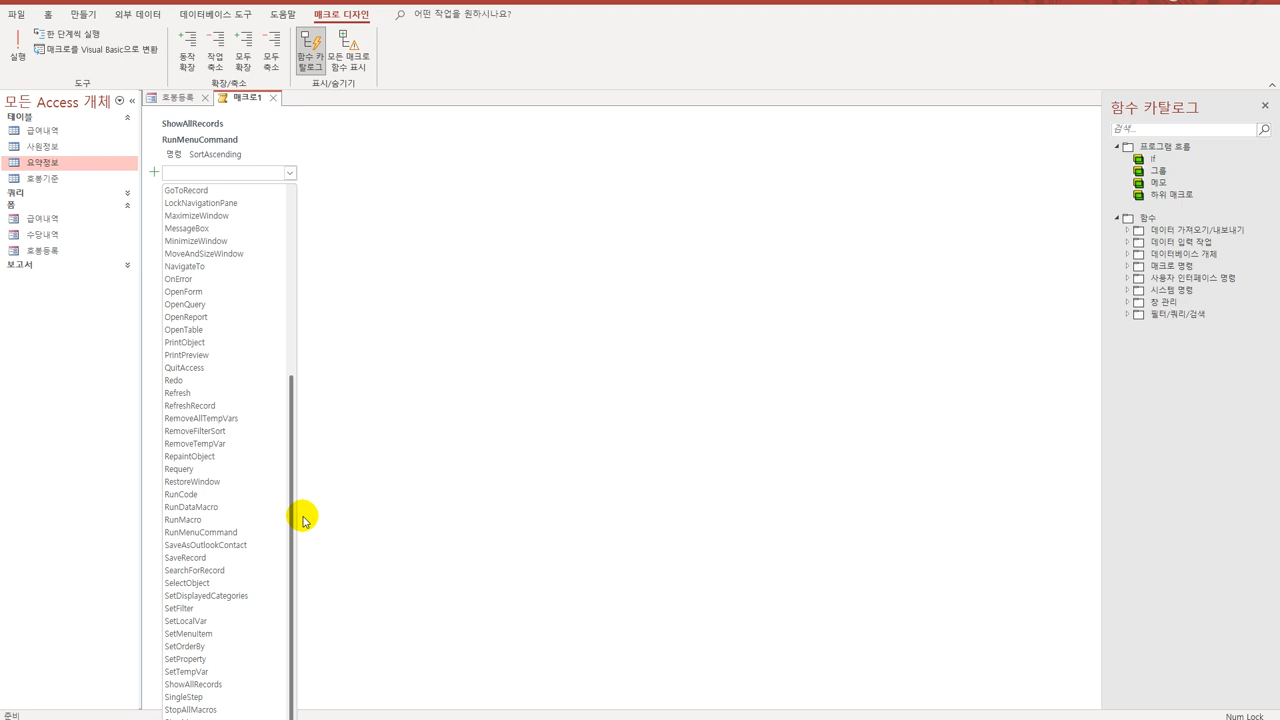 파일 홈 만들기 외부 데이터 데이터베이스 도구 도움말 매크로 디자인 어떤 작업을 원하시나요?
실행
한 단계씩 실행
매크로를 Visual Basic으로 변환
도구
동작 확장
작업 축소
모두 확장
모두 축소
확장/축소
함수 카탈로그
모든 매크로 함수 표시
표시/숨기기
모든 Access 개체
테이블
급여내역
사원정보
요약정보
호봉기준
쿼리
폼
급여내역
수당내역
호봉등록
보고서
호봉등록 매크로1
ShowAllRecords
RunMenuCommand
명령 SortAscending
GoToRecord
LockNavigationPane
MaximizeWindow
MessageBox
MinimizeWindow
MoveAndSizeWindow
NavigateTo
OnError
OpenForm
OpenQuery
OpenReport
OpenTable
PrintObject
PrintPreview
QuitAccess
Redo
Refresh
RefreshRecord
RemoveAllTempVars
RemoveFilterSort
RemoveTempVar
RepaintObject
Requery
RestoreWindow
RunCode
RunDataMacro
RunMacro
RunMenuCommand
SaveAsOutlookContact
SaveRecord
SearchForRecord
SelectObject
SetDisplayedCategories
SetFilter
SetLocalVar
SetMenuItem
SetOrderBy
SetProperty
SetTempVar
ShowAllRecords
SingleStep
StopAllMacros
함수 카탈로그
검색...
프로그램 흐름
If
그룹
메모
하위 매크로
함수
데이터 가져오기/내보내기
데이터 입력 작업
데이터베이스 개체
매크로 명령
사용자 인터페이스 명령
시스템 명령
창 관리
필터/쿼리/검색
준비
Num Lock